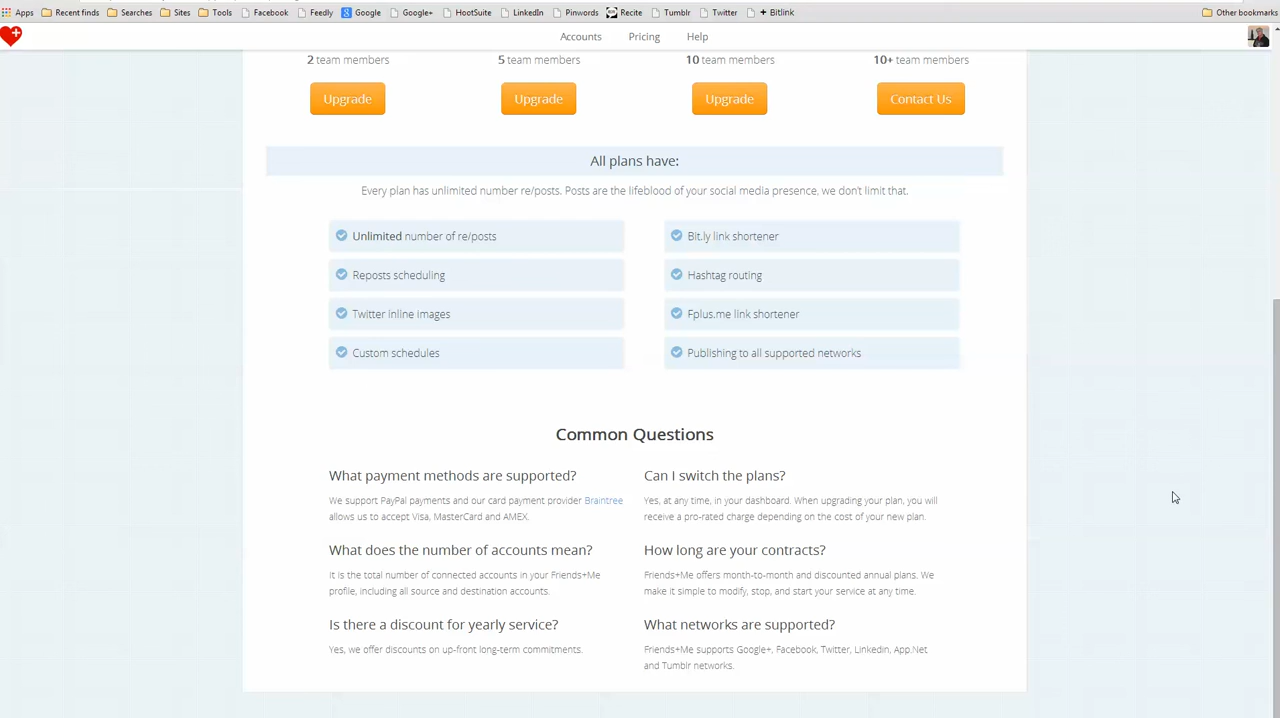 Apps Recent finds Searches Sites Tools Facebook Feedly Google Google+ HootSuite LinkedIn Pinwords Recite Tumblr Twitter + Bitlink Other bookmarks
Accounts Pricing Help
2 team members 5 team members 10 team members 10+ team members
Upgrade Upgrade Upgrade Contact Us
All plans have:
Every plan has unlimited number re/posts. Posts are the lifeblood of your social media presence, we don't limit that.
Unlimited number of re/posts
Reposts scheduling
Twitter inline images
Custom schedules
Bit.ly link shortener
Hashtag routing
Fplus.me link shortener
Publishing to all supported networks
Common Questions
What payment methods are supported?
We support PayPal payments and our card payment provider Braintree
allows us to accept Visa, MasterCard and AMEX.
Can I switch the plans?
Yes, at any time, in your dashboard. When upgrading your plan, you will
receive a pro-rated charge depending on the cost of your new plan.
What does the number of accounts mean?
It is the total number of connected accounts in your Friends+Me
profile, including all source and destination accounts.
How long are your contracts?
Friends+Me offers month-to-month and discounted annual plans. We
make it simple to modify, stop, and start your service at any time.
Is there a discount for yearly service?
Yes, we offer discounts on up-front long-term commitments.
What networks are supported?
Friends+Me supports Google+, Facebook, Twitter, Linkedin, App.Net
and Tumblr networks.